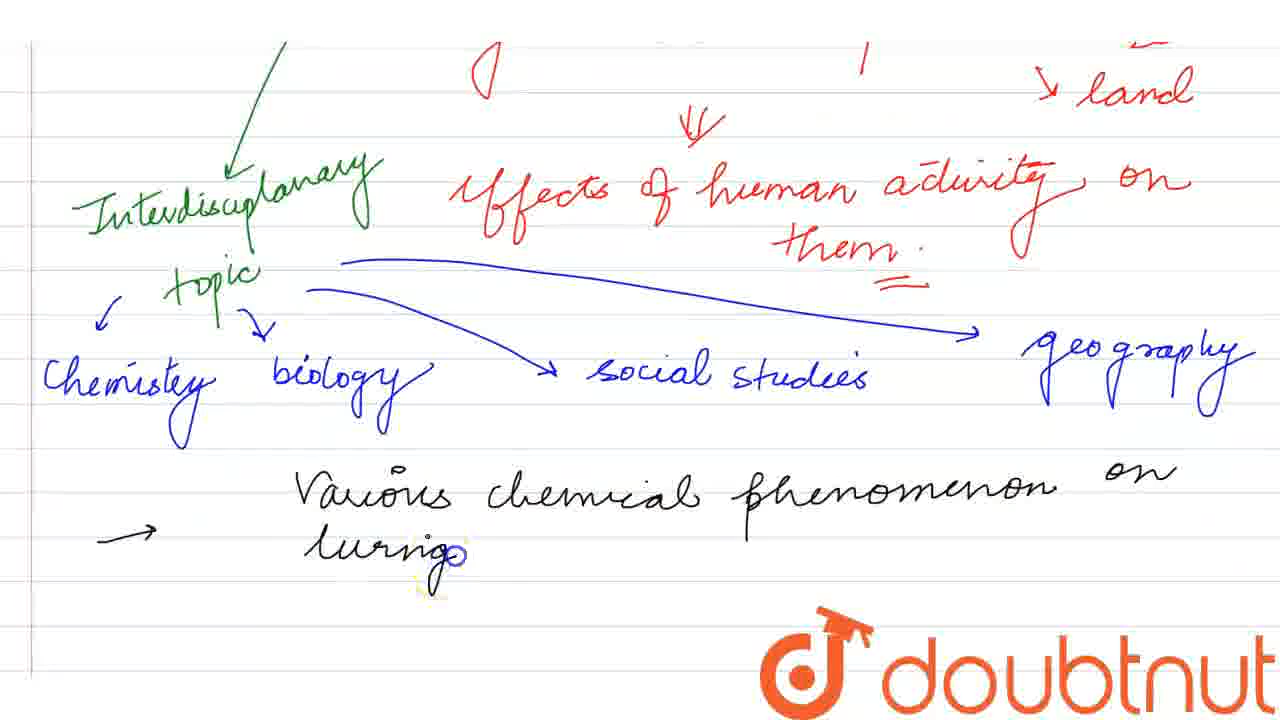 land
Interdisciplanary
effects of human activity on
them.
topic
Chemistry biology social studies geography
Various chemical phenomenon on
lurnig
doubtnut